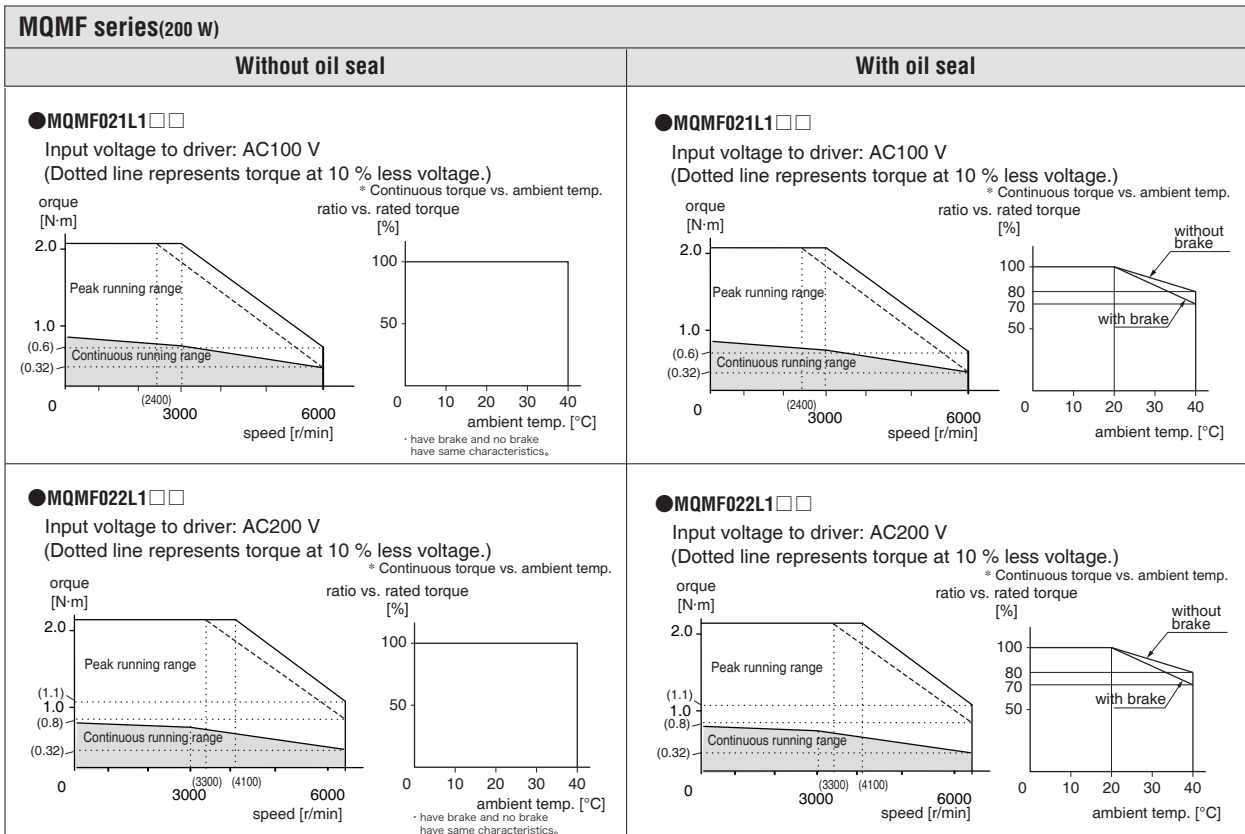 MQMF series(200 W)
Without oil seal
With oil seal
●MQMF021L1□□
Input voltage to driver: AC100 V
(Dotted line represents torque at 10 % less voltage.)
* Continuous torque vs. ambient temp.
orque
[N·m]
ratio vs. rated torque
[%]
2.0
Peak running range
1.0
(0.6)
Continuous running range
(0.32)
0
(2400)
3000
6000
speed [r/min]
100
50
0 10 20 30 40
ambient temp. [°C]
· have brake and no brake
have same characteristics。
●MQMF021L1□□
Input voltage to driver: AC100 V
(Dotted line represents torque at 10 % less voltage.)
* Continuous torque vs. ambient temp.
orque
[N·m]
ratio vs. rated torque
[%]
2.0
Peak running range
1.0
(0.6)
Continuous running range
(0.32)
0
(2400)
3000
6000
speed [r/min]
without
brake
100
80
70
with brake
50
0 10 20 30 40
ambient temp. [°C]
●MQMF022L1□□
Input voltage to driver: AC200 V
(Dotted line represents torque at 10 % less voltage.)
* Continuous torque vs. ambient temp.
orque
[N·m]
ratio vs. rated torque
[%]
2.0
Peak running range
(1.1)
1.0
(0.8)
Continuous running range
(0.32)
0
(3300) (4100)
3000
6000
speed [r/min]
100
50
0 10 20 30 40
ambient temp. [°C]
· have brake and no brake
have same characteristics。
●MQMF022L1□□
Input voltage to driver: AC200 V
(Dotted line represents torque at 10 % less voltage.)
* Continuous torque vs. ambient temp.
orque
[N·m]
ratio vs. rated torque
[%]
2.0
Peak running range
(1.1)
1.0
(0.8)
Continuous running range
(0.32)
0
(3300) (4100)
3000
6000
speed [r/min]
without
brake
100
80
70
with brake
50
0 10 20 30 40
ambient temp. [°C]